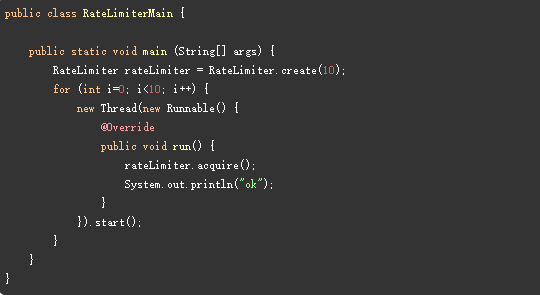 public class RateLimiterMain {
    public static void main (String[] args) {
        RateLimiter rateLimiter = RateLimiter.create(10);
        for (int i=0; i<10; i++) {
            new Thread(new Runnable() {
                @Override
                public void run() {
                    rateLimiter.acquire();
                    System.out.println("ok");
                }
            }).start();
        }
    }
}